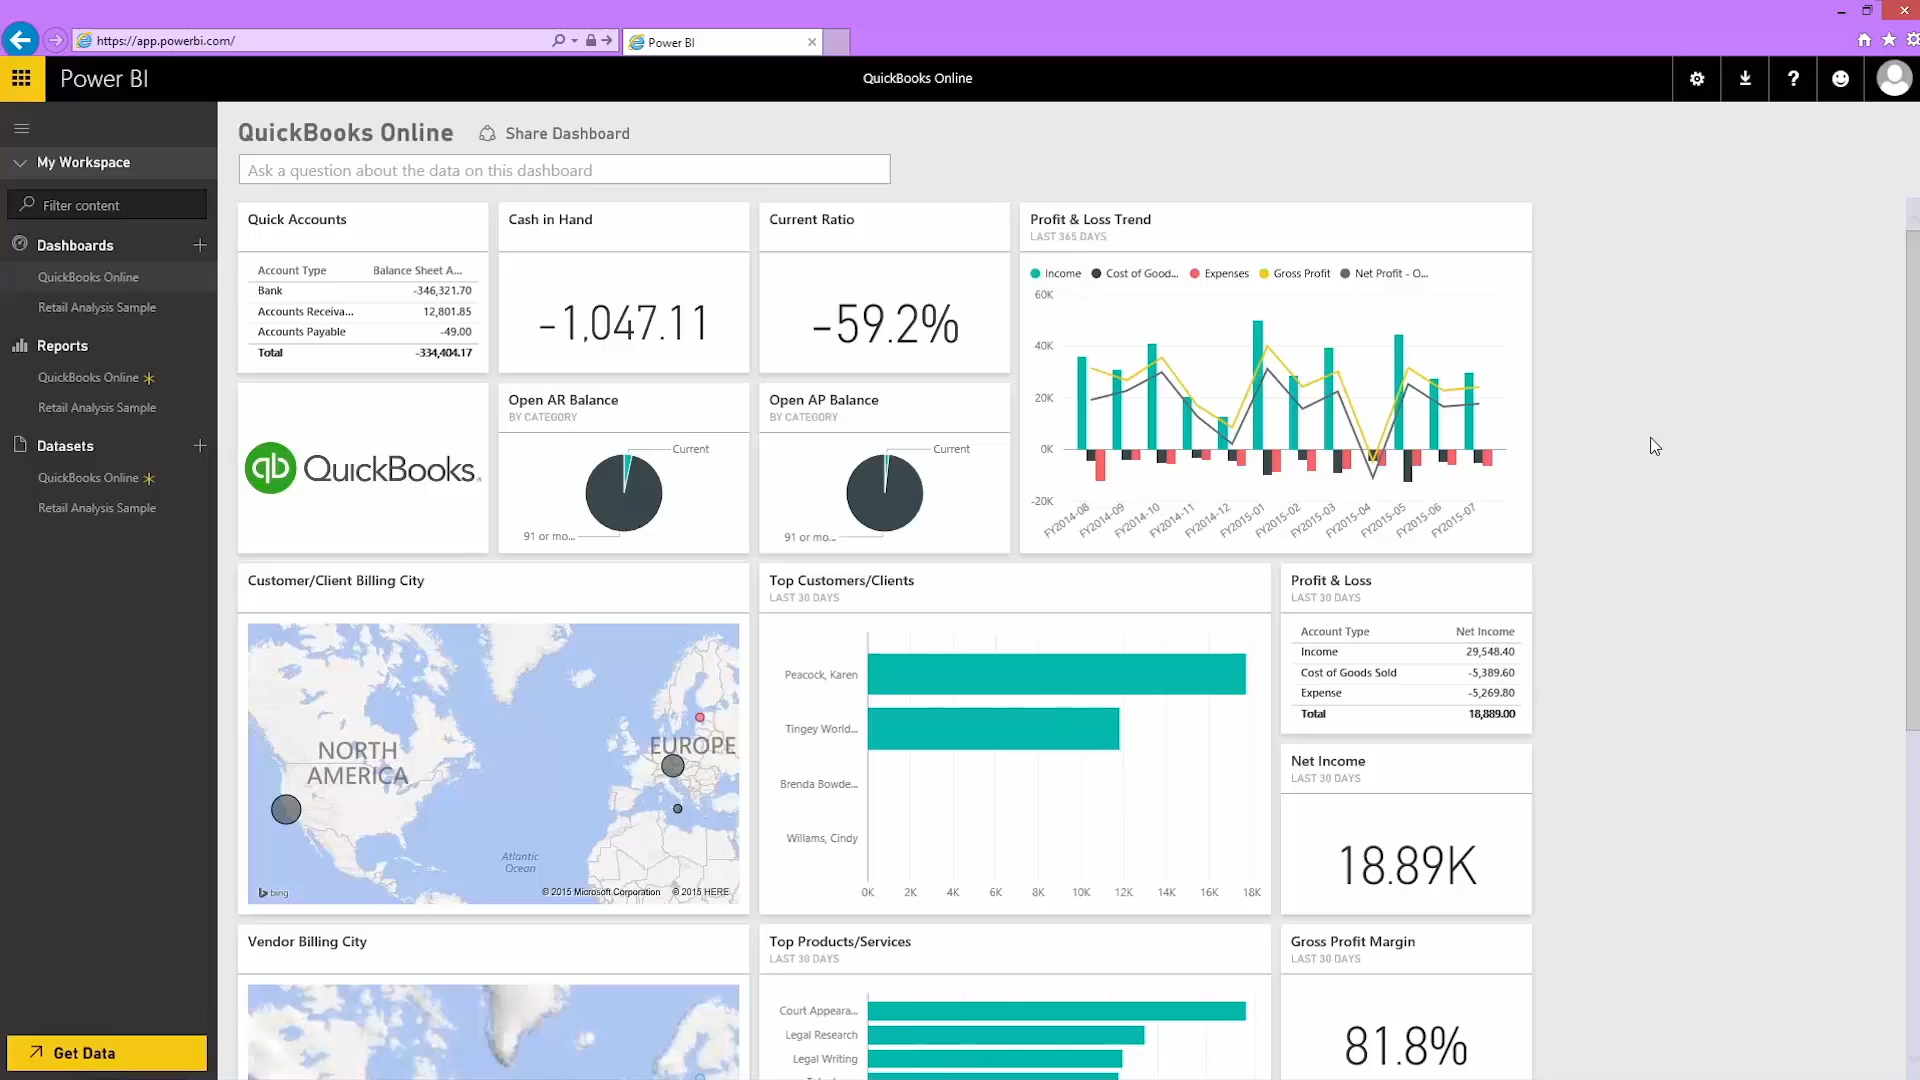 https://app.powerbi.com/
Power BI
Power BI
QuickBooks Online
My Workspace
Filter content
Dashboards
QuickBooks Online
Retail Analysis Sample
Reports
QuickBooks Online
Retail Analysis Sample
Datasets
QuickBooks Online
Retail Analysis Sample
Get Data
QuickBooks Online
Share Dashboard
Ask a question about the data on this dashboard
Quick Accounts
Account Type Balance Sheet A...
Bank -346,321.70
Accounts Receiva... 12,801.85
Accounts Payable -49.00
Total -334,404.17
Cash in Hand
-1,047.11
Current Ratio
-59.2%
Profit & Loss Trend
LAST 365 DAYS
Income Cost of Good... Expenses Gross Profit Net Profit - O...
60K
40K
20K
0K
-20K
FY2014-08 FY2014-09 FY2014-10 FY2014-11 FY2014-12 FY2015-01 FY2015-02 FY2015-03 FY2015-04 FY2015-05 FY2015-06 FY2015-07
qb QuickBooks.
Open AR Balance
BY CATEGORY
Current
91 or mo...
Open AP Balance
BY CATEGORY
Current
91 or mo...
Customer/Client Billing City
NORTH
AMERICA
EUROPE
Atlantic
Ocean
bing
© 2015 Microsoft Corporation © 2015 HERE
Top Customers/Clients
LAST 30 DAYS
Peacock, Karen
Tingey World...
Brenda Bowde...
Willams, Cindy
0K 2K 4K 6K 8K 10K 12K 14K 16K 18K
Profit & Loss
LAST 30 DAYS
Account Type Net Income
Income 29,548.40
Cost of Goods Sold -5,389.60
Expense -5,269.80
Total 18,889.00
Net Income
LAST 30 DAYS
18.89K
Vendor Billing City
Top Products/Services
LAST 30 DAYS
Court Appeara...
Legal Research
Legal Writing
Gross Profit Margin
LAST 30 DAYS
81.8%